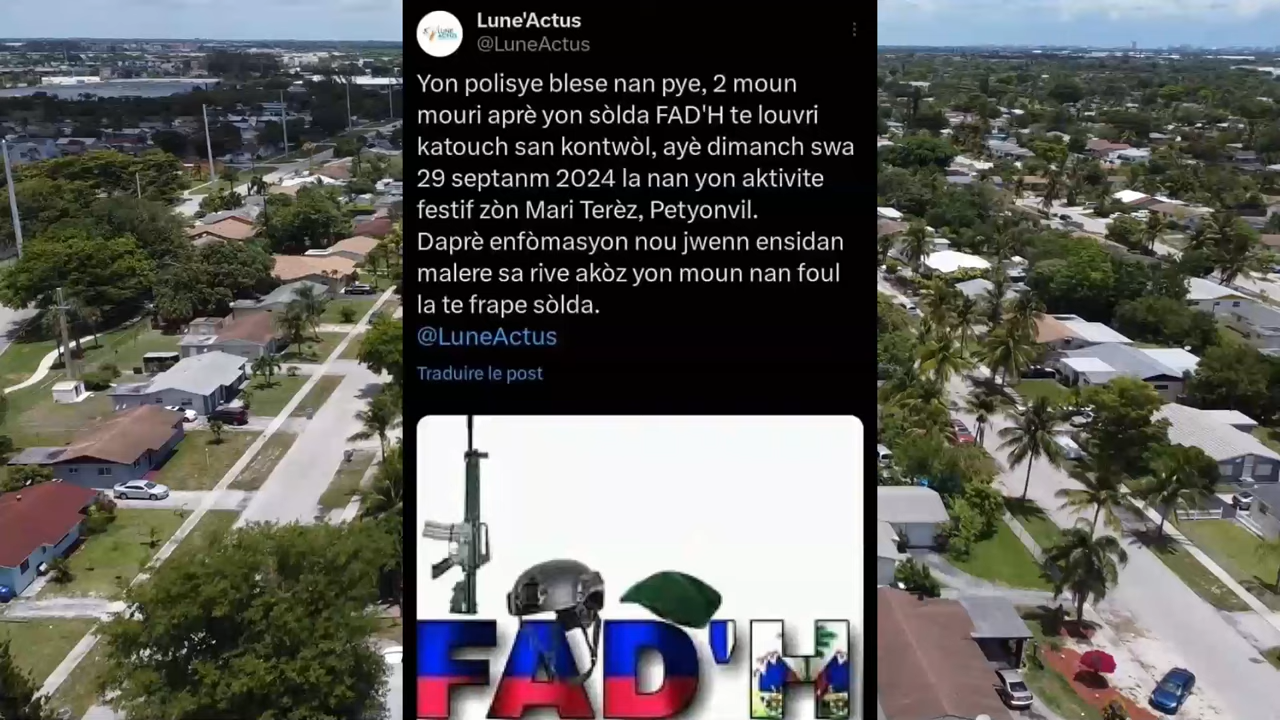 Lune'Actus
@LuneActus
Yon polisye blese nan pye, 2 moun
mouri aprè yon sòlda FAD'H te louvri
katouch san kontwòl, ayè dimanch swa
29 septanm 2024 la nan yon aktivite
festif zòn Mari Terèz, Petyonvil.
Daprè enfòmasyon nou jwenn ensidan
malere sa rive akòz yon moun nan foul
la te frape sòlda.
@LuneActus
Traduire le post
FAD'H